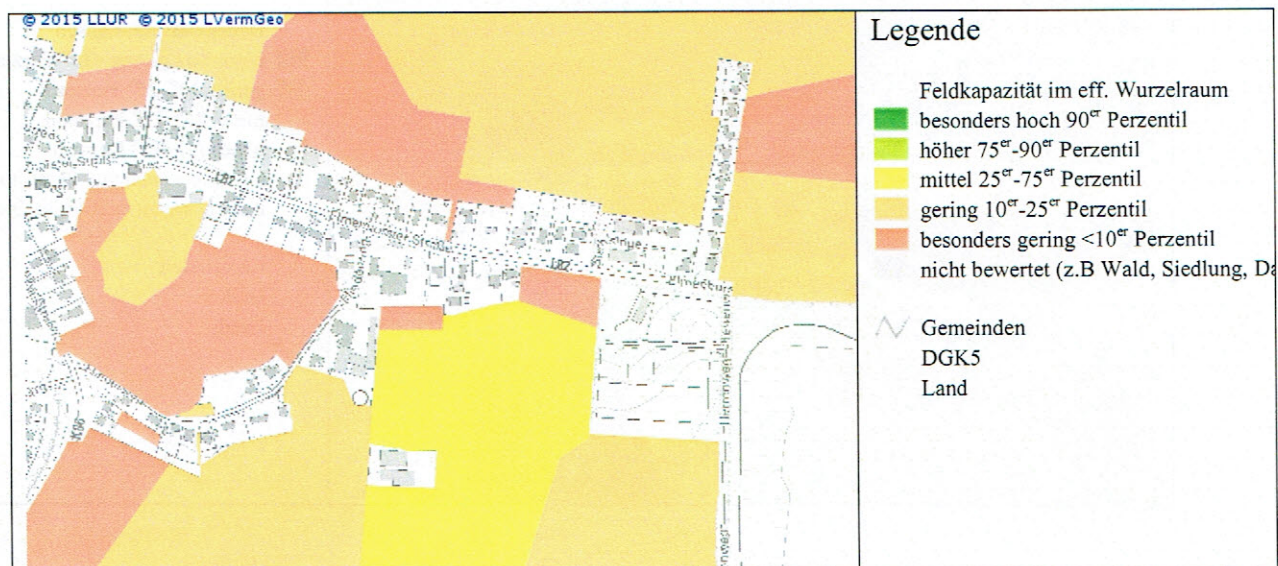 © 2015 LLUR © 2015 LVermGeo
L82
L82
K96
Legende
Feldkapazität im eff. Wurzelraum
besonders hoch 90er Perzentil
höher 75er-90er Perzentil
mittel 25er-75er Perzentil
gering 10er-25er Perzentil
besonders gering <10er Perzentil
nicht bewertet (z.B Wald, Siedlung, Da
Gemeinden
DGK5
Land